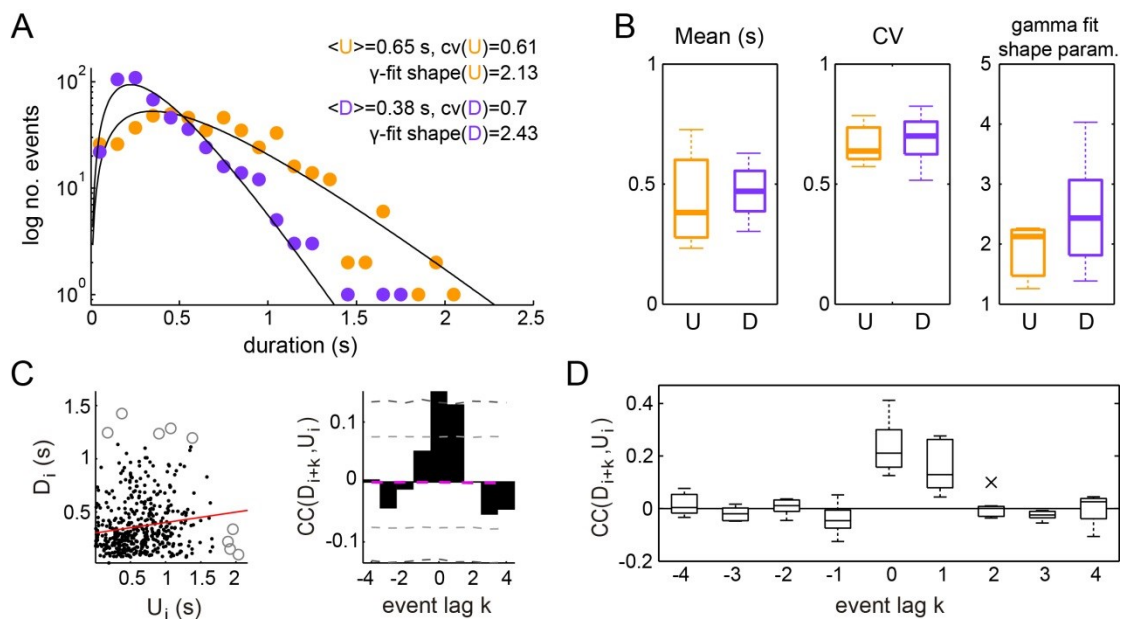 A
<U>=0.65 s, cv(U)=0.61
γ-fit shape(U)=2.13
<D>=0.38 s, cv(D)=0.7
γ-fit shape(D)=2.43
log no. events
10²
10¹
10⁰
0 0.5 1 1.5 2 2.5
duration (s)
B
Mean (s)
1
0.5
0
U D
CV
1
0.5
0
U D
gamma fit
shape param.
5
4
3
2
1
U D
C
D_i (s)
1.5
1
0.5
0.5 1 1.5 2
U_i (s)
CC(D_{i+k},U_i)
0.1
0
-0.1
-4 -2 0 2 4
event lag k
D
CC(D_{i+k},U_i)
0.4
0.2
0
-0.2
-4 -3 -2 -1 0 1 2 3 4
event lag k